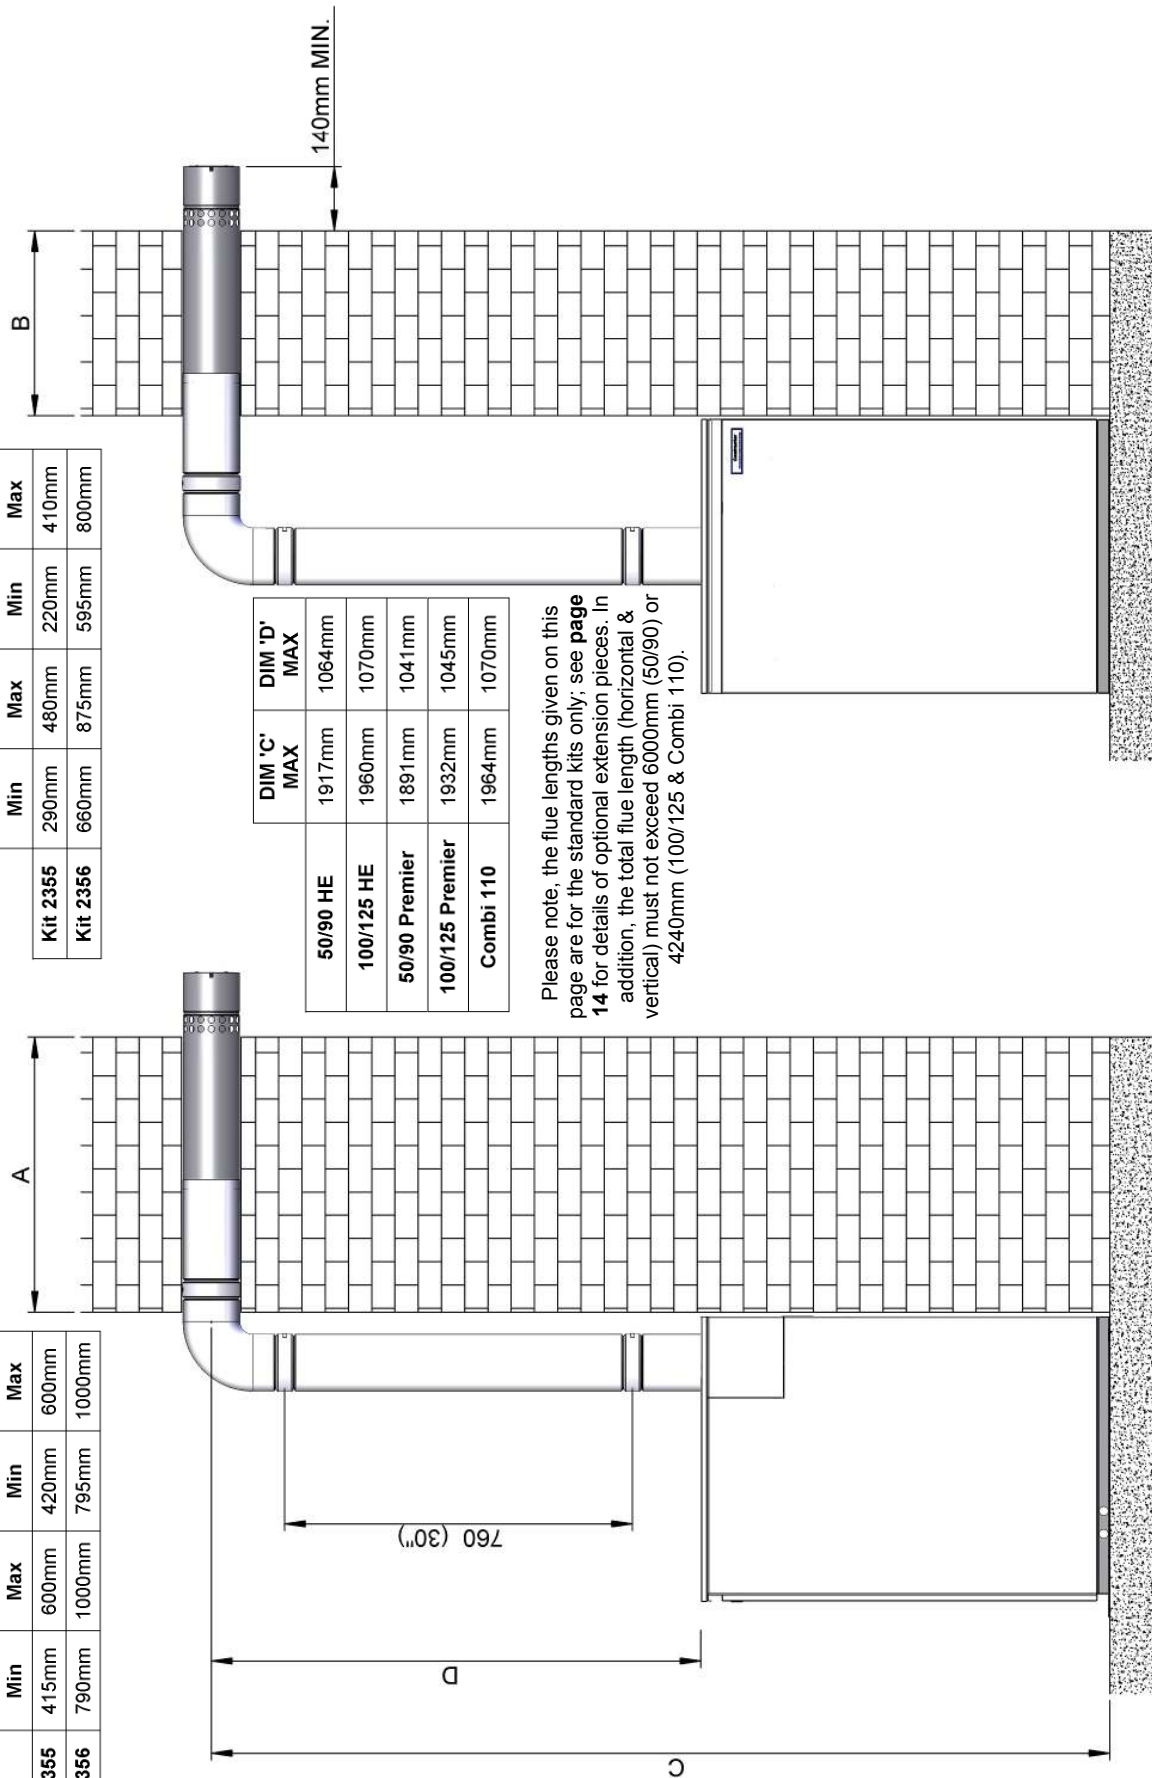 Min Max Min Max
355 415mm 600mm 420mm 600mm
356 790mm 1000mm 795mm 1000mm
Min Max Min Max
Kit 2355 290mm 480mm 220mm 410mm
Kit 2356 660mm 875mm 595mm 800mm
A
B
140mm MIN.
760 (30")
D
C
DIM 'C' DIM 'D'
MAX MAX
50/90 HE 1917mm 1064mm
100/125 HE 1960mm 1070mm
50/90 Premier 1891mm 1041mm
100/125 Premier 1932mm 1045mm
Combi 110 1964mm 1070mm
Please note, the flue lengths given on this
page are for the standard kits only; see page
14 for details of optional extension pieces. In
addition, the total flue length (horizontal &
vertical) must not exceed 6000mm (50/90) or
4240mm (100/125 & Combi 110).